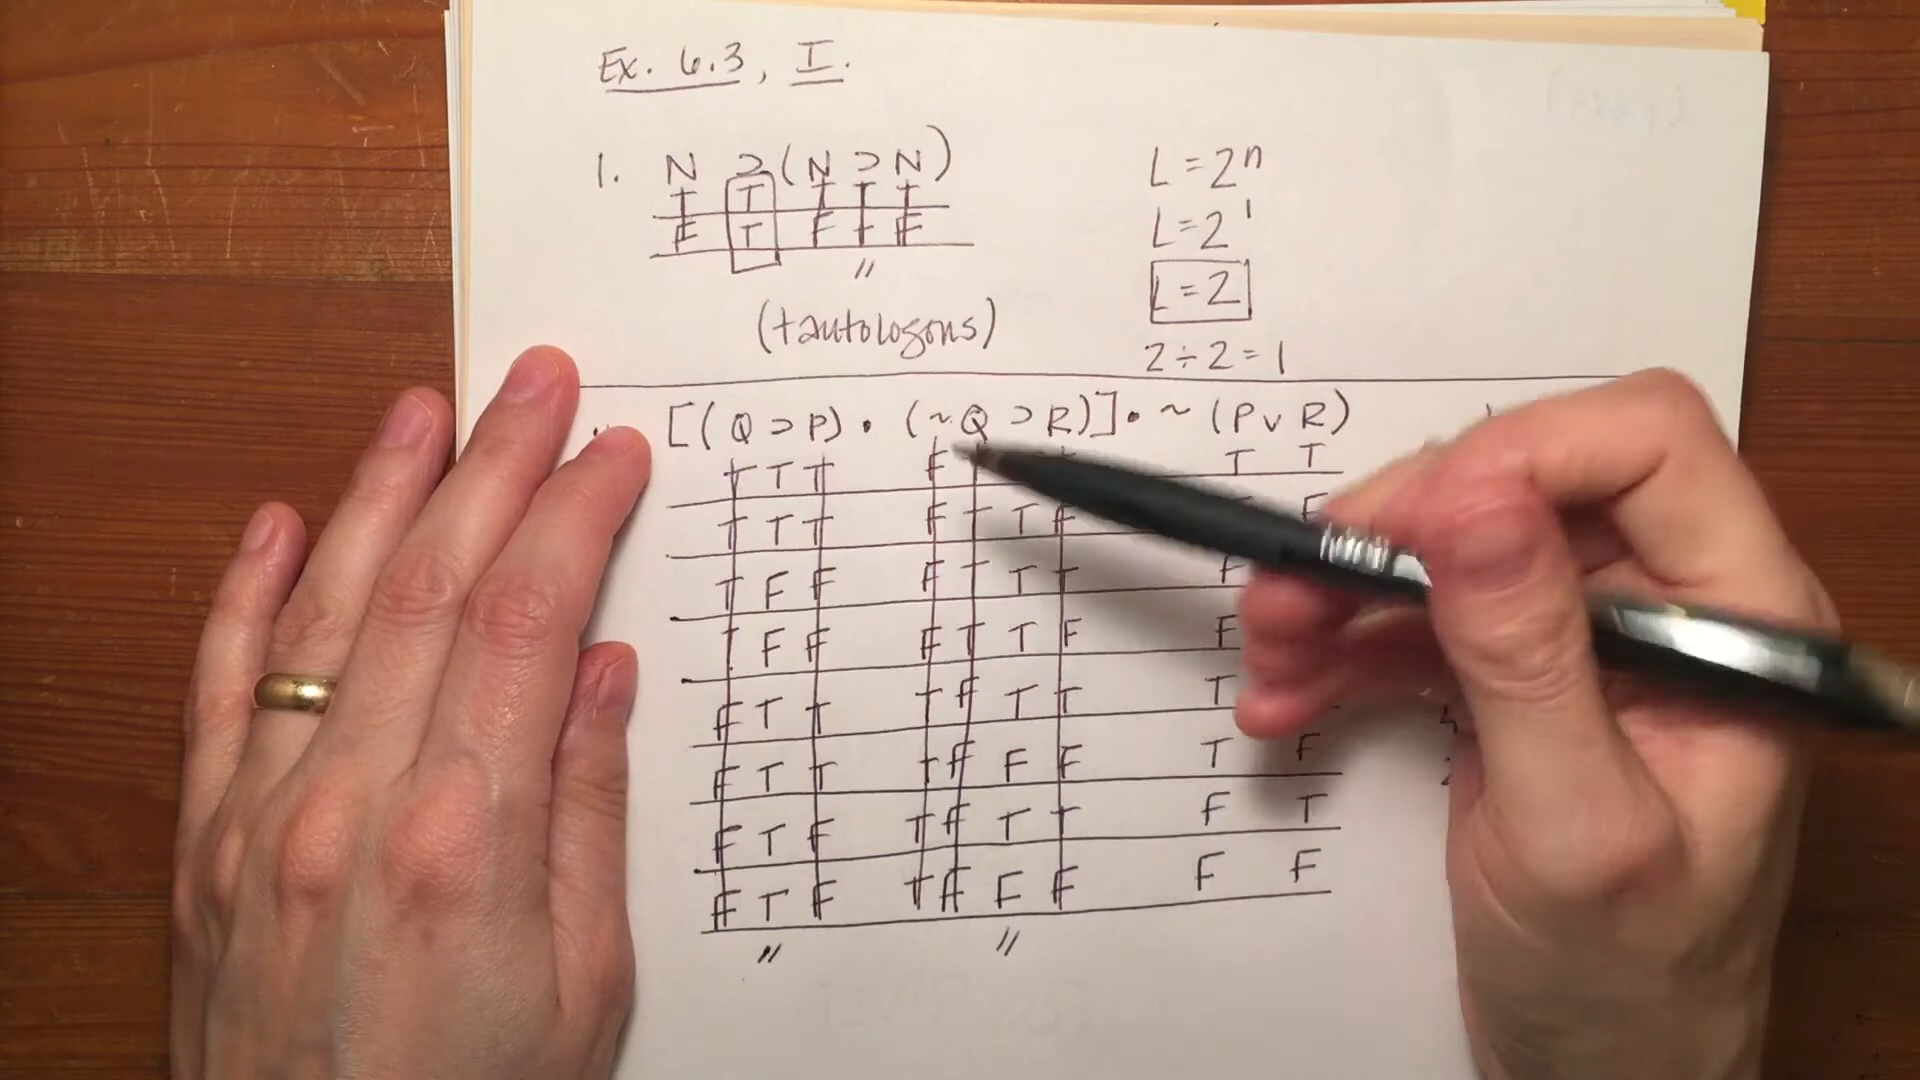 Ex. 6.3, I.
1. N ⊃ (N ⊃ N)
T T T T T
F T F F F
"
(tautologous)
L = 2ⁿ
L = 2¹
L = 2
2 ÷ 2 = 1
[(Q ⊃ P) • (~Q ⊃ R)] • ~ (P v R)
T T T F T T
T T T F T T F F
T F F F T T T F
T F F F T T F F
F T T T F T T T
F T T T F F F T F
F T F T F T T F T
F T F T F F F F F
" "